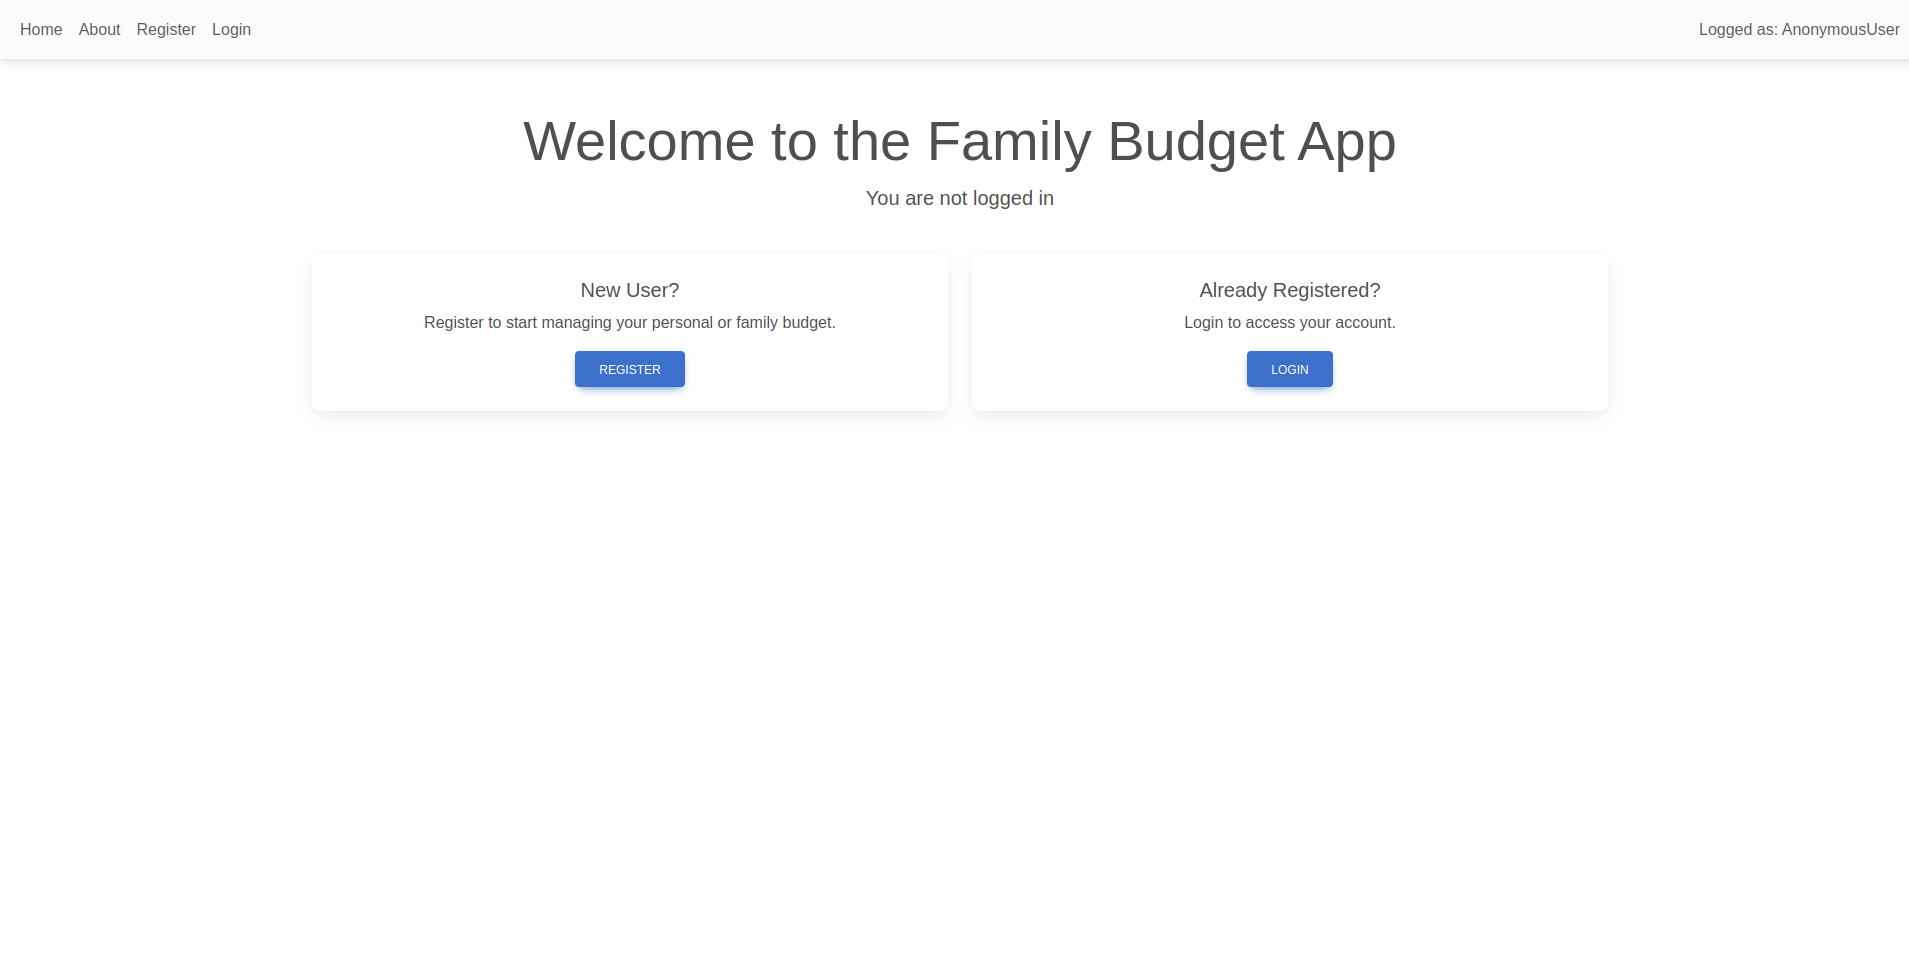 Home About Register Login Logged as: AnonymousUser
Welcome to the Family Budget App
You are not logged in
New User?
Register to start managing your personal or family budget.
REGISTER
Already Registered?
Login to access your account.
LOGIN